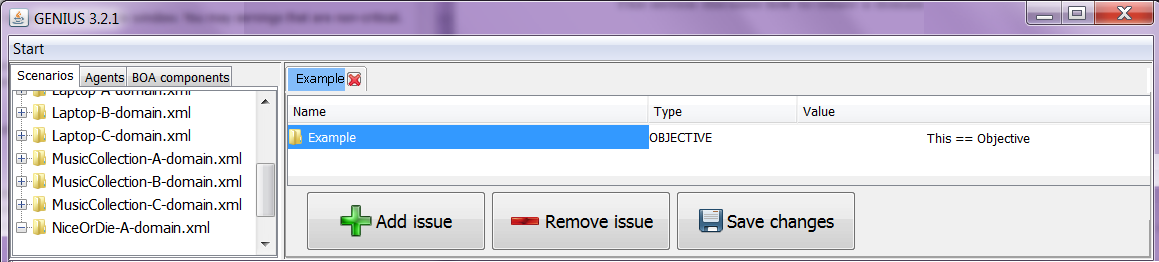 GENIUS 3.2.1
Start
Scenarios Agents BOA components
Laptop-A-domain.xml
Laptop-B-domain.xml
Laptop-C-domain.xml
MusicCollection-A-domain.xml
MusicCollection-B-domain.xml
MusicCollection-C-domain.xml
NiceOrDie-A-domain.xml
Example
Name Type Value
Example OBJECTIVE This == Objective
Add issue Remove issue Save changes